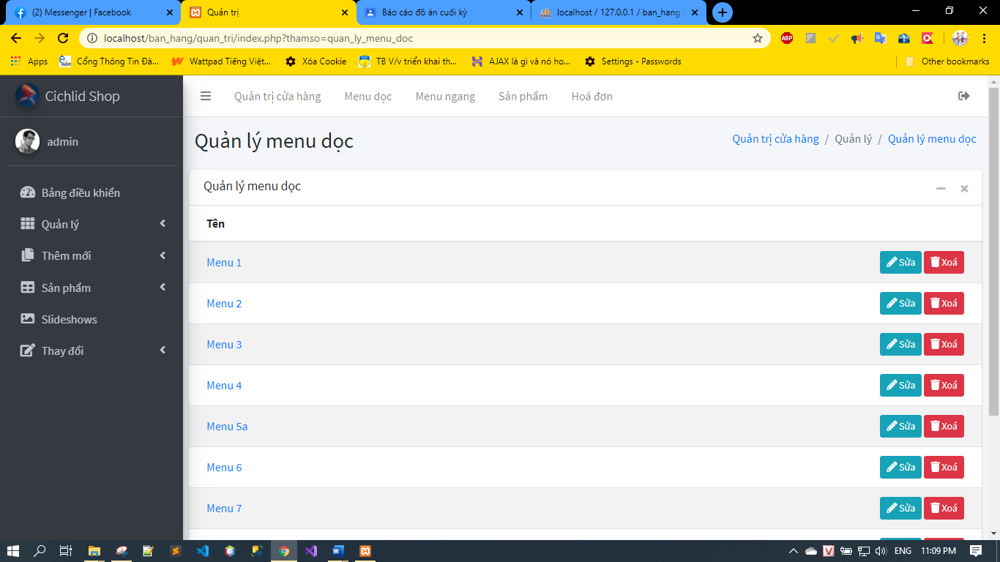 (2) Messenger | Facebook
Quản trị
Báo cáo đồ án cuối kỳ
localhost / 127.0.0.1 / ban_hang
localhost/ban_hang/quan_tri/index.php?thamso=quan_ly_menu_doc
ABP
Apps
Cổng Thông Tin Đà...
Wattpad Tiếng Việt...
Xóa Cookie
TB V/v triển khai th...
AJAX là gì và nó ho...
Settings - Passwords
Other bookmarks
Cichlid Shop
Quản trị cửa hàng
Menu dọc
Menu ngang
Sản phẩm
Hoá đơn
admin
Quản lý menu dọc
Quản trị cửa hàng / Quản lý / Quản lý menu dọc
Bảng điều khiển
Quản lý
Thêm mới
Sản phẩm
Slideshows
Thay đổi
Quản lý menu dọc
Tên
Menu 1 Sửa Xoá
Menu 2 Sửa Xoá
Menu 3 Sửa Xoá
Menu 4 Sửa Xoá
Menu 5a Sửa Xoá
Menu 6 Sửa Xoá
Menu 7 Sửa Xoá
ENG
11:09 PM